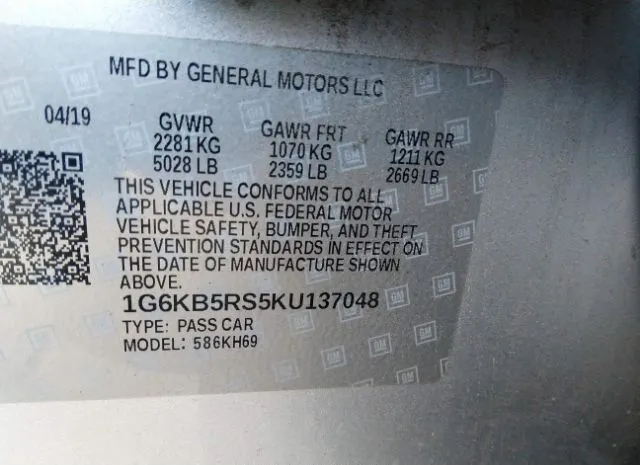 MFD BY GENERAL MOTORS LLC
04/19 GVWR GAWR FRT GAWR RR
2281 KG 1070 KG 1211 KG
5028 LB 2359 LB 2669 LB
THIS VEHICLE CONFORMS TO ALL
APPLICABLE U.S. FEDERAL MOTOR
VEHICLE SAFETY, BUMPER, AND THEFT
PREVENTION STANDARDS IN EFFECT ON
THE DATE OF MANUFACTURE SHOWN
ABOVE.
1G6KB5RS5KU137048
TYPE: PASS CAR
MODEL: 586KH69